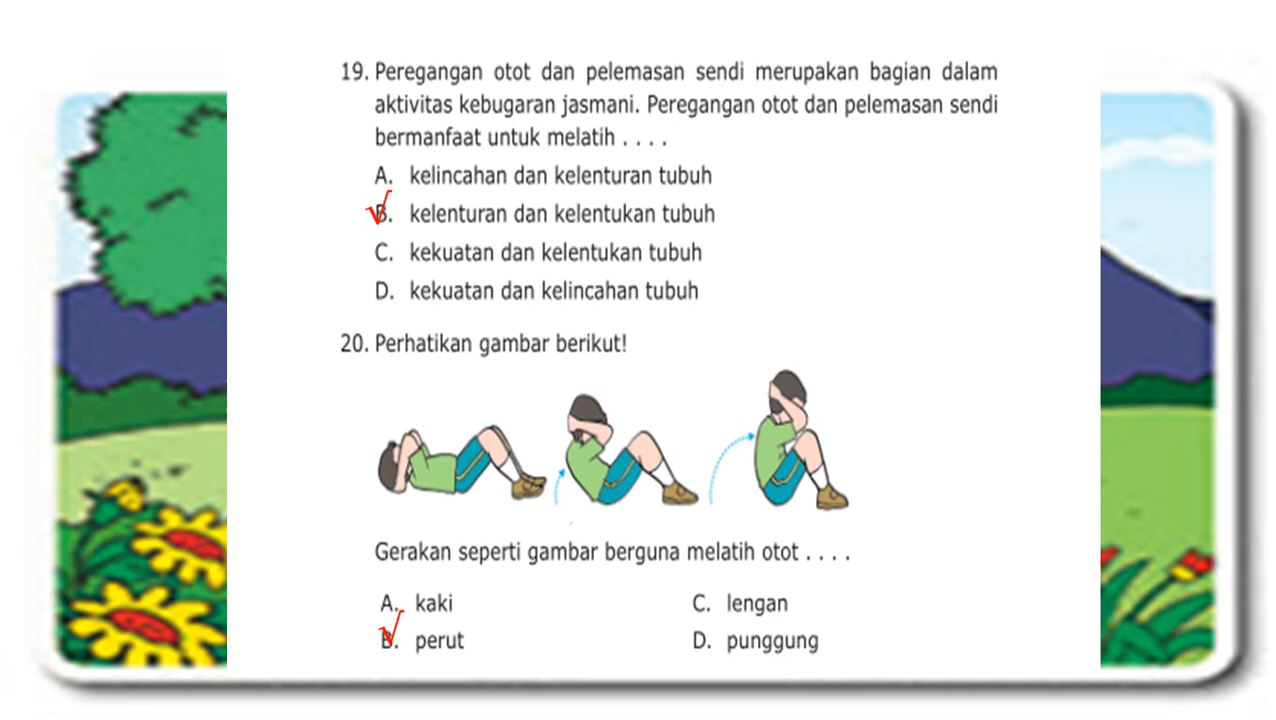 19. Peregangan otot dan pelemasan sendi merupakan bagian dalam
aktivitas kebugaran jasmani. Peregangan otot dan pelemasan sendi
bermanfaat untuk melatih . . . .
A. kelincahan dan kelenturan tubuh
B. kelenturan dan kelentukan tubuh
C. kekuatan dan kelentukan tubuh
D. kekuatan dan kelincahan tubuh
20. Perhatikan gambar berikut!
Gerakan seperti gambar berguna melatih otot . . . .
A. kaki
B. perut
C. lengan
D. punggung